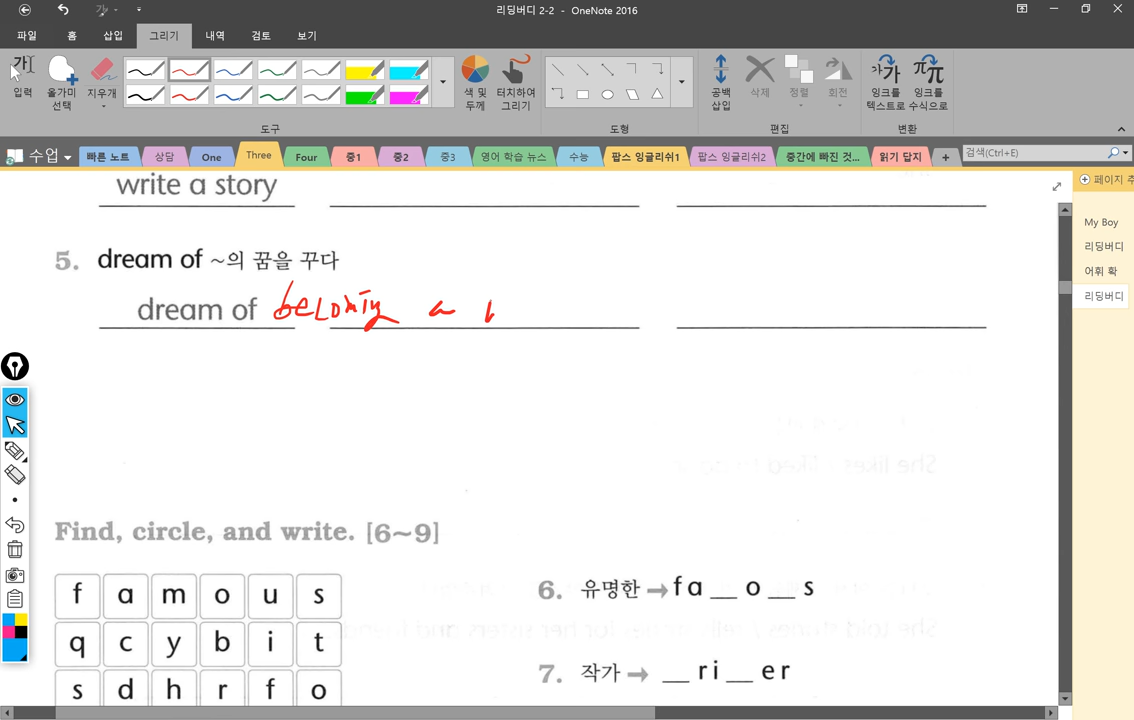 리딩버디 2-2 - OneNote 2016
파일 홈 삽입 그리기 내역 검토 보기
입력 올가미 선택 지우개 색 및 두께 터치하여 그리기 공백 삽입 삭제 정렬 회전 잉크를 텍스트로 잉크를 수식으로
도구 도형 편집 변환
수업 빠른 노트 상담 One Three Four 중1 중2 중3 영어 학습 뉴스 수능 팝스 잉글리쉬1 팝스 잉글리쉬2 중간에 빠진 것... 읽기 답지 + 검색(Ctrl+E)
페이지 추
My Boy
리딩버디
어휘 확
리딩버디
write a story
5. dream of ~의 꿈을 꾸다
dream of
Find, circle, and write. [6~9]
f a m o u s
q c y b i t
s d h r f o
6. 유명한 → fa __ o __ s
7. 작가 → __ ri __ er